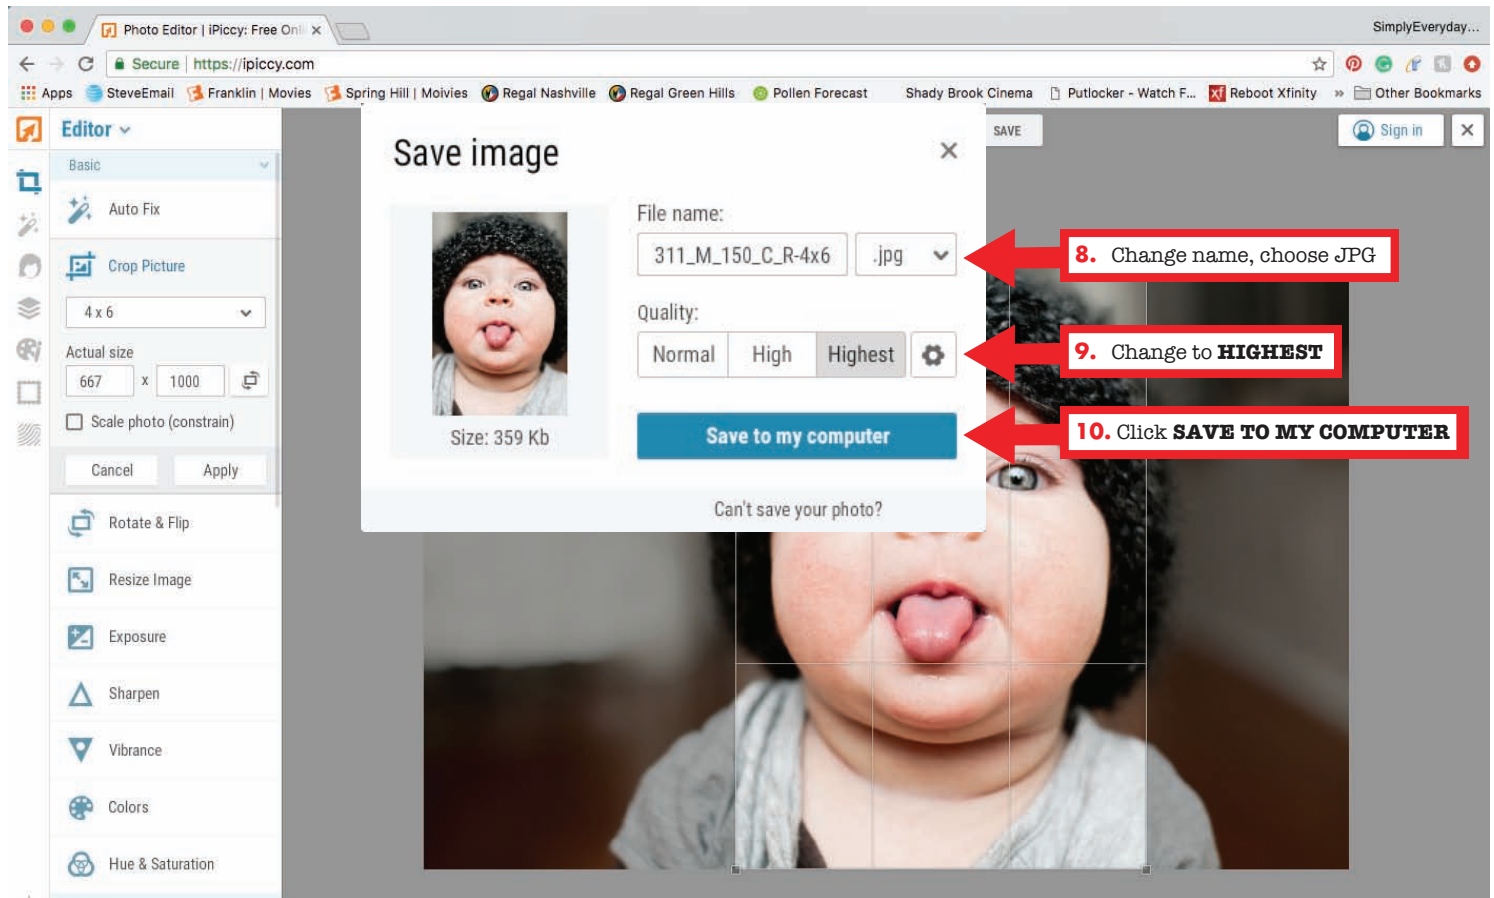 Photo Editor | iPiccy: Free Onli
SimplyEveryday...
Secure | https://ipiccy.com
Apps SteveEmail Franklin | Movies Spring Hill | Moivies Regal Nashville Regal Green Hills Pollen Forecast Shady Brook Cinema Putlocker - Watch F... Reboot Xfinity » Other Bookmarks
Editor
SAVE
Sign in
Basic
Auto Fix
Crop Picture
4 x 6
Actual size
667 x 1000
Scale photo (constrain)
Cancel Apply
Rotate & Flip
Resize Image
Exposure
Sharpen
Vibrance
Colors
Hue & Saturation
Save image
File name:
311_M_150_C_R-4x6 .jpg
Quality:
Normal High Highest
Size: 359 Kb
Save to my computer
Can't save your photo?
8. Change name, choose JPG
9. Change to HIGHEST
10. Click SAVE TO MY COMPUTER